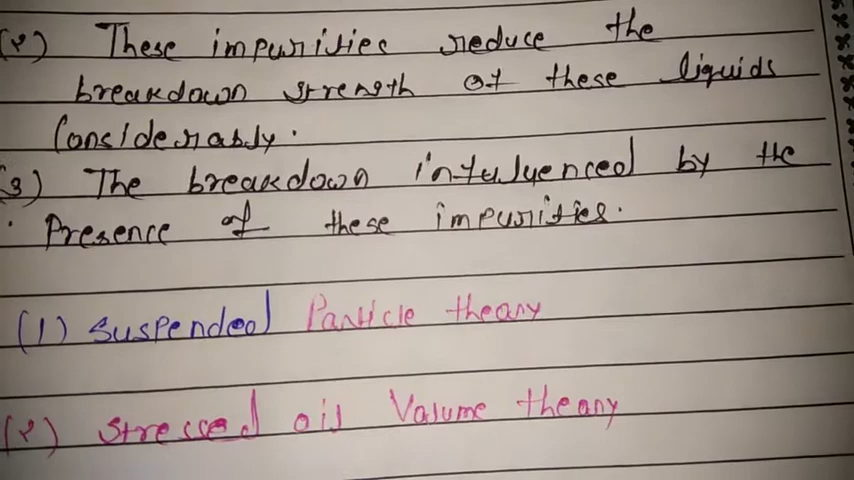 (2) These impurities reduce the
breakdown strength of these liquids
Considerably.
(3) The breakdown influenced by the
Presence of these impurities.
(1) Suspended Particle theory
(2) Stressed oil Volume theory